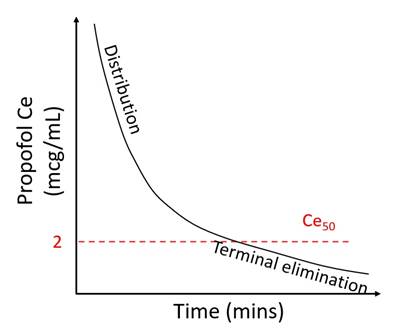 Propofol Ce
(mcg/mL)
Distribution
Ce50
2
Terminal elimination
Time (mins)